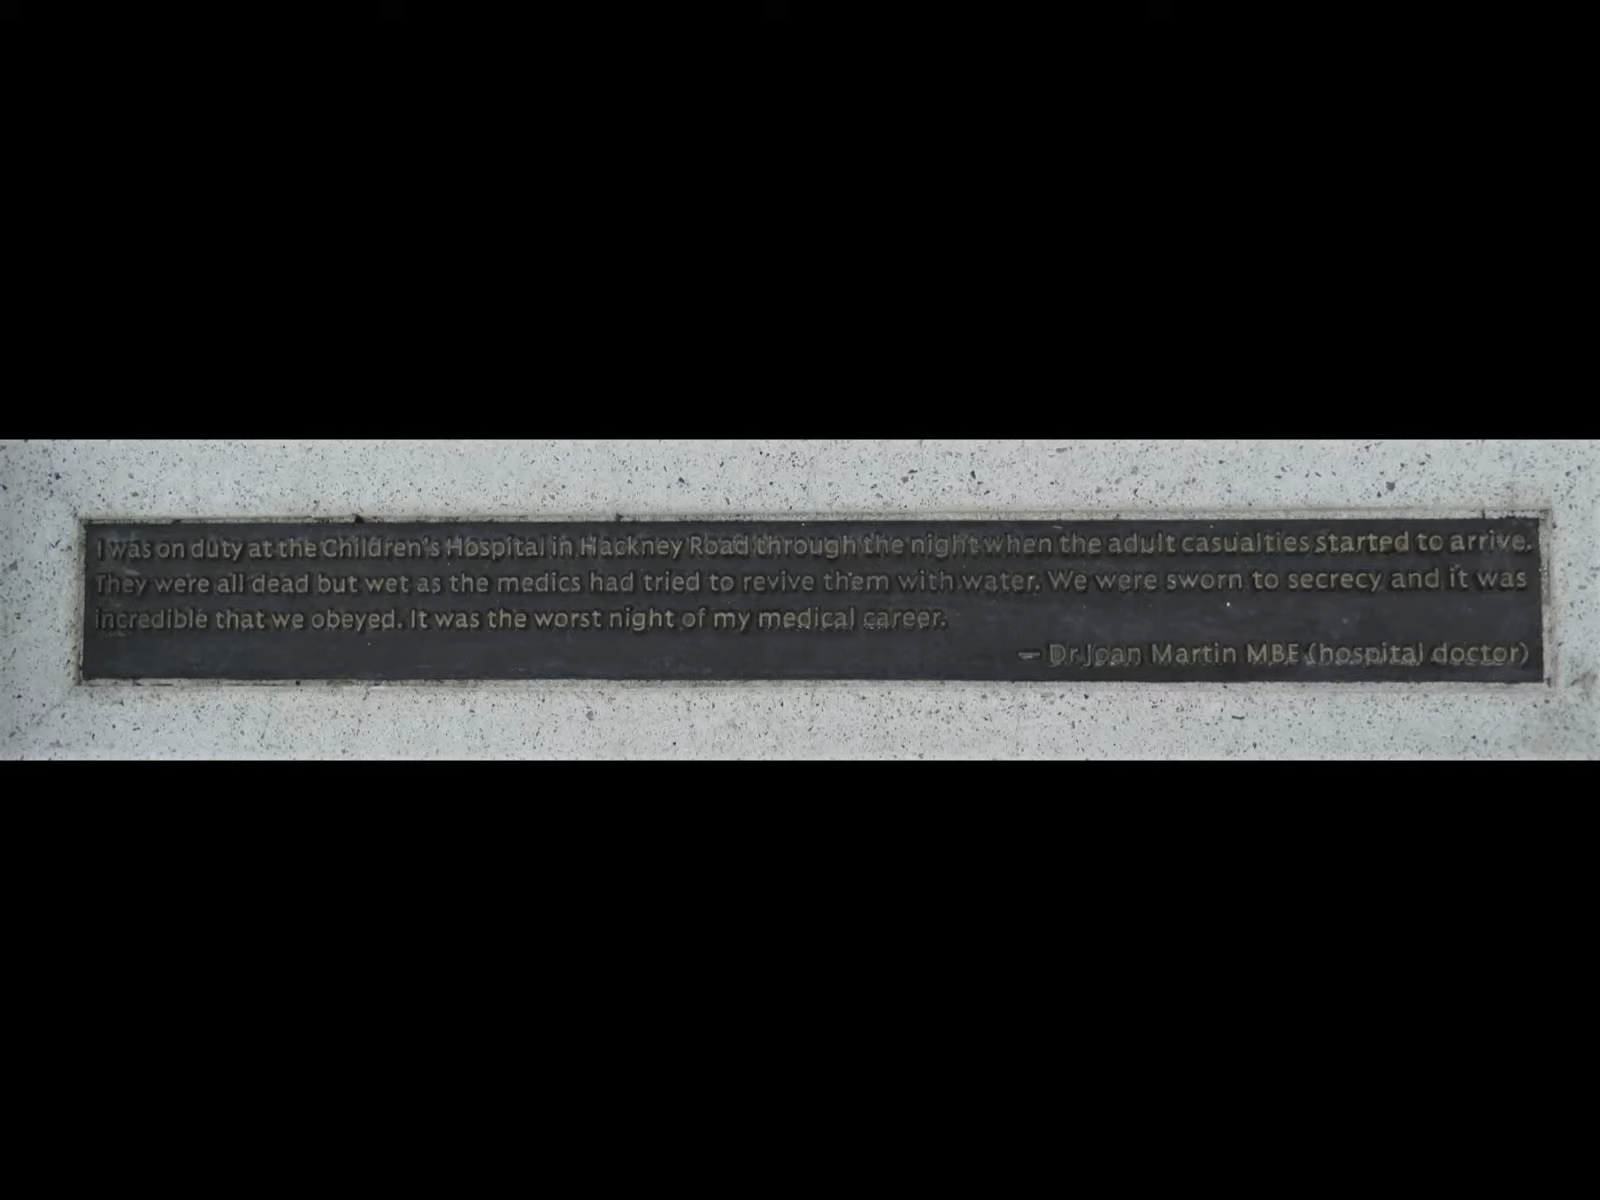 I was on duty at the Children's Hospital in Hackney Road through the night when the adult casualties started to arrive.
They were all dead but wet as the medics had tried to revive them with water. We were sworn to secrecy and it was
incredible that we obeyed. It was the worst night of my medical career.
— Dr Joan Martin MBE (hospital doctor)